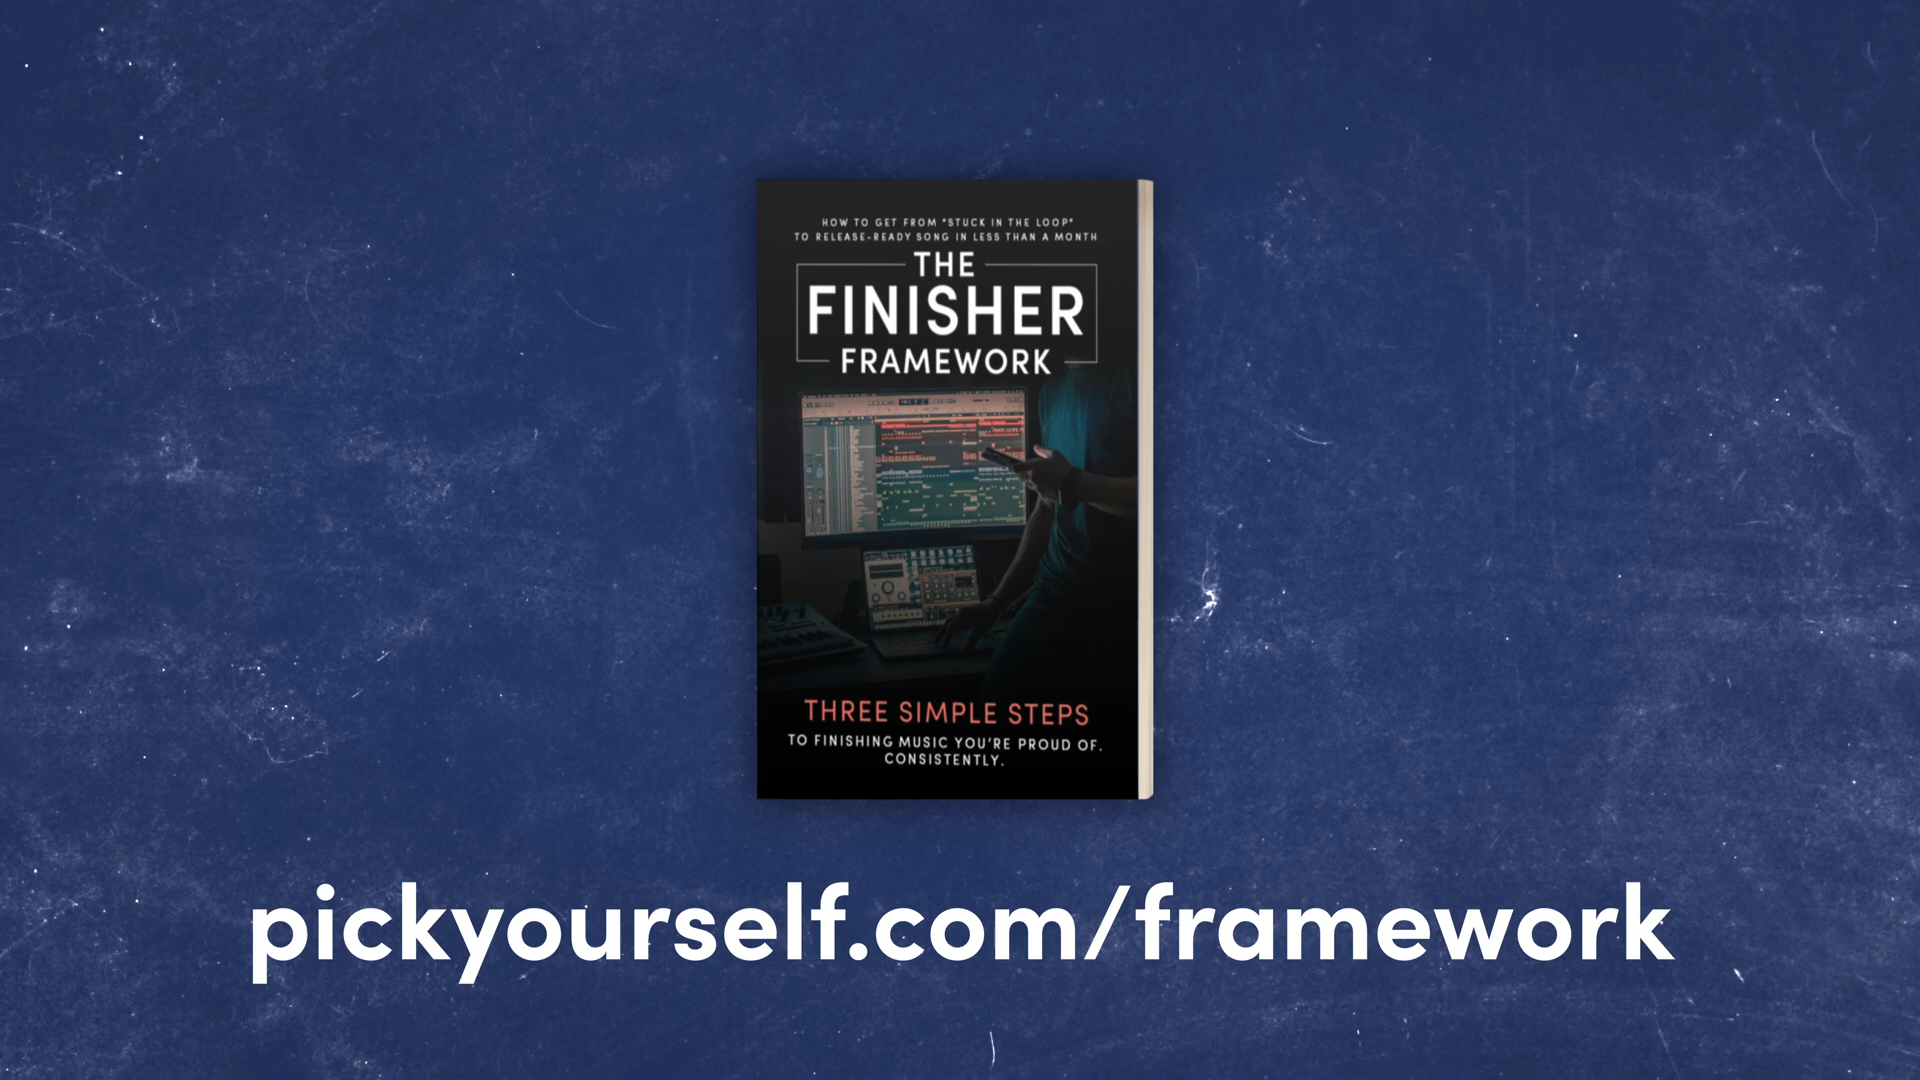 HOW TO GET FROM "STUCK IN THE LOOP"
TO RELEASE-READY SONG IN LESS THAN A MONTH
THE
FINISHER
FRAMEWORK
THREE SIMPLE STEPS
TO FINISHING MUSIC YOU'RE PROUD OF.
CONSISTENTLY.
pickyourself.com/framework